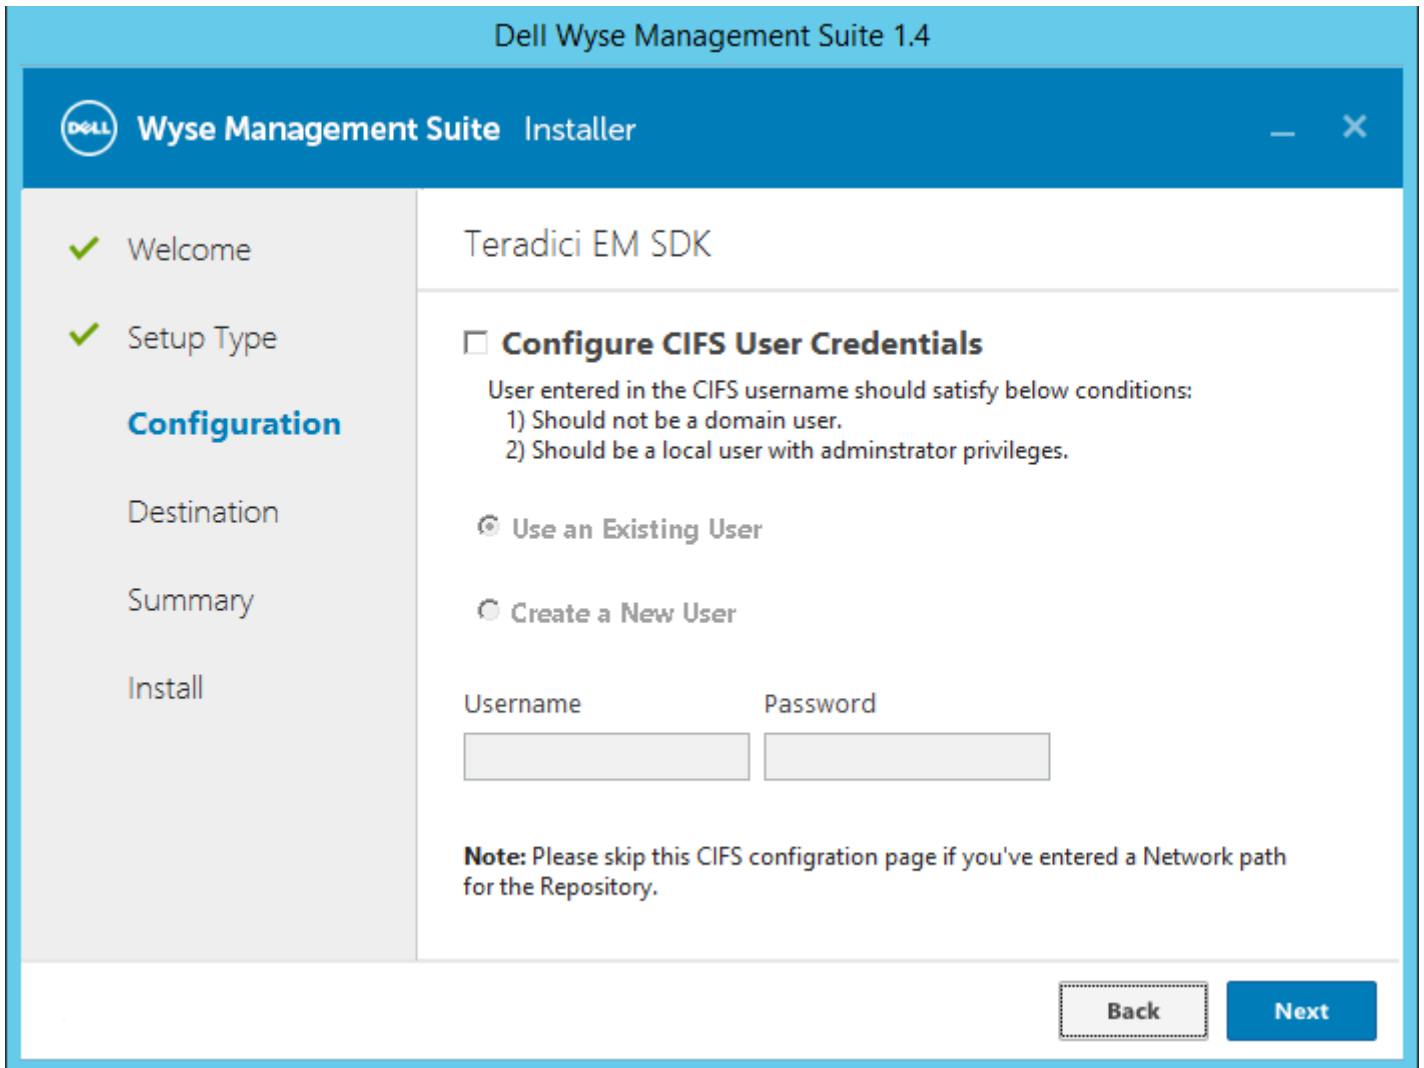 Dell Wyse Management Suite 1.4
DELL Wyse Management Suite Installer
Welcome
Setup Type
Configuration
Destination
Summary
Install
Teradici EM SDK
Configure CIFS User Credentials
User entered in the CIFS username should satisfy below conditions:
1) Should not be a domain user.
2) Should be a local user with adminstrator privileges.
Use an Existing User
Create a New User
Username Password
Note: Please skip this CIFS configration page if you've entered a Network path
for the Repository.
Back Next